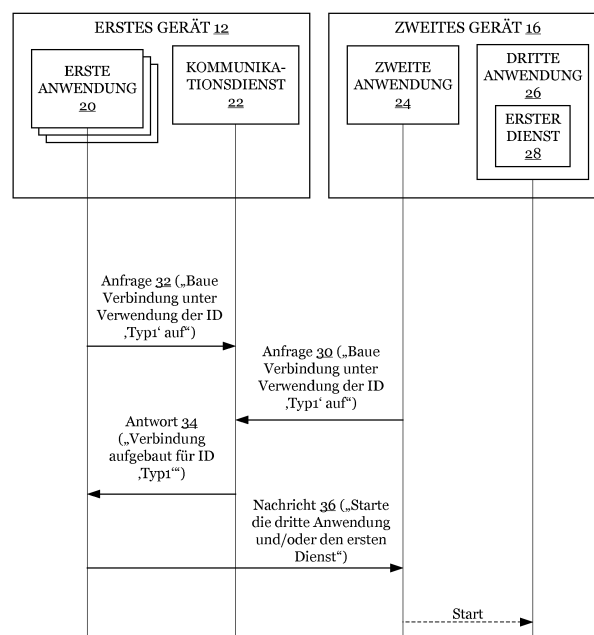 ERSTES GERÄT 12
ZWEITES GERÄT 16
ERSTE
ANWENDUNG
20
KOMMUNIKA-
TIONSDIENST
22
ZWEITE
ANWENDUNG
24
DRITTE
ANWENDUNG
26
ERSTER
DIENST
28
Anfrage 32 („Baue
Verbindung unter
Verwendung der ID
‚Typ1‘ auf“)
Anfrage 30 („Baue
Verbindung unter
Verwendung der ID
‚Typ1‘ auf“)
Antwort 34
(„Verbindung
aufgebaut für ID
‚Typ1‘“)
Nachricht 36 („Starte
die dritte Anwendung
und/oder den ersten
Dienst“)
Start